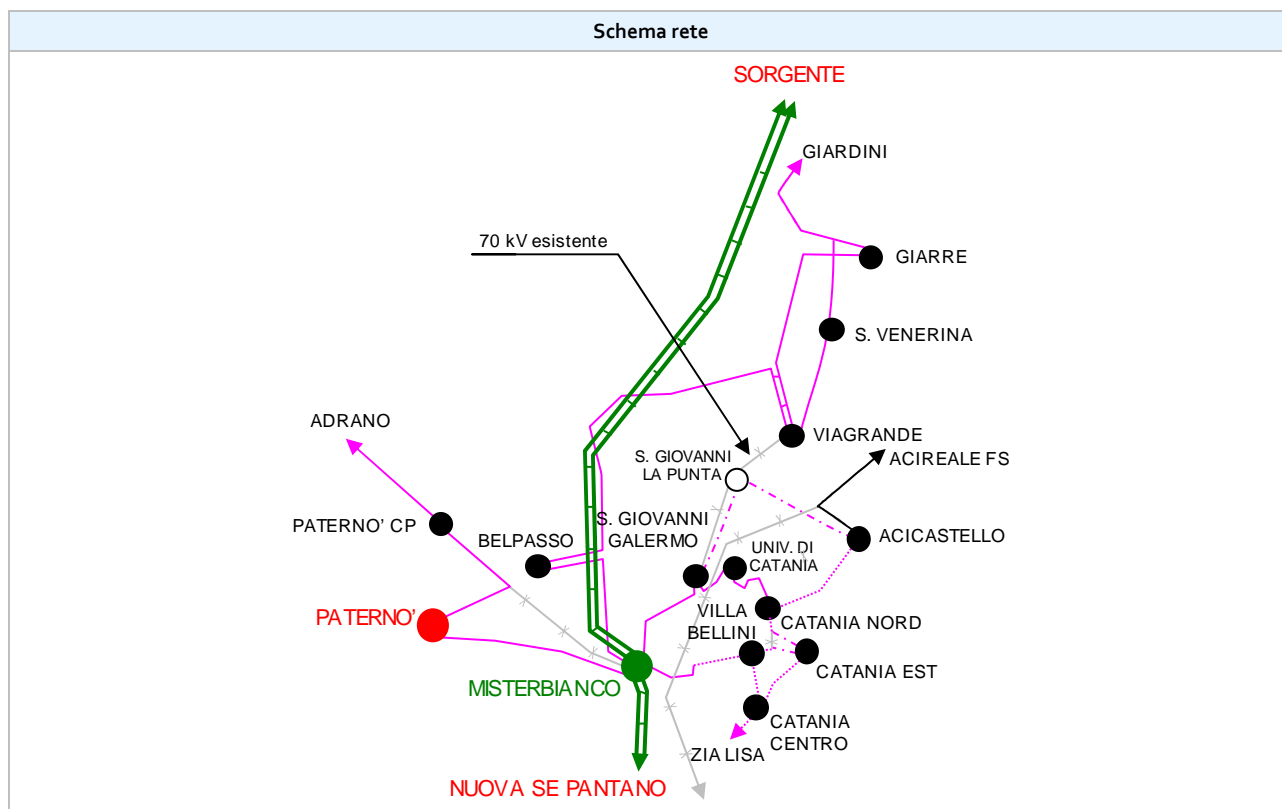 Schema rete
SORGENTE
GIARDINI
70 kV esistente
GIARRE
S. VENERINA
ADRANO
VIAGRANDE
S. GIOVANNI
LA PUNTA
ACIREALE FS
PATERNO' CP
S. GIOVANNI
GALERMO
BELPASSO
ACICASTELLO
UNIV. DI
CATANIA
PATERNO'
VILLA
BELLINI
CATANIA NORD
MISTERBIANCO
CATANIA EST
CATANIA
CENTRO
ZIA LISA
NUOVA SE PANTANO